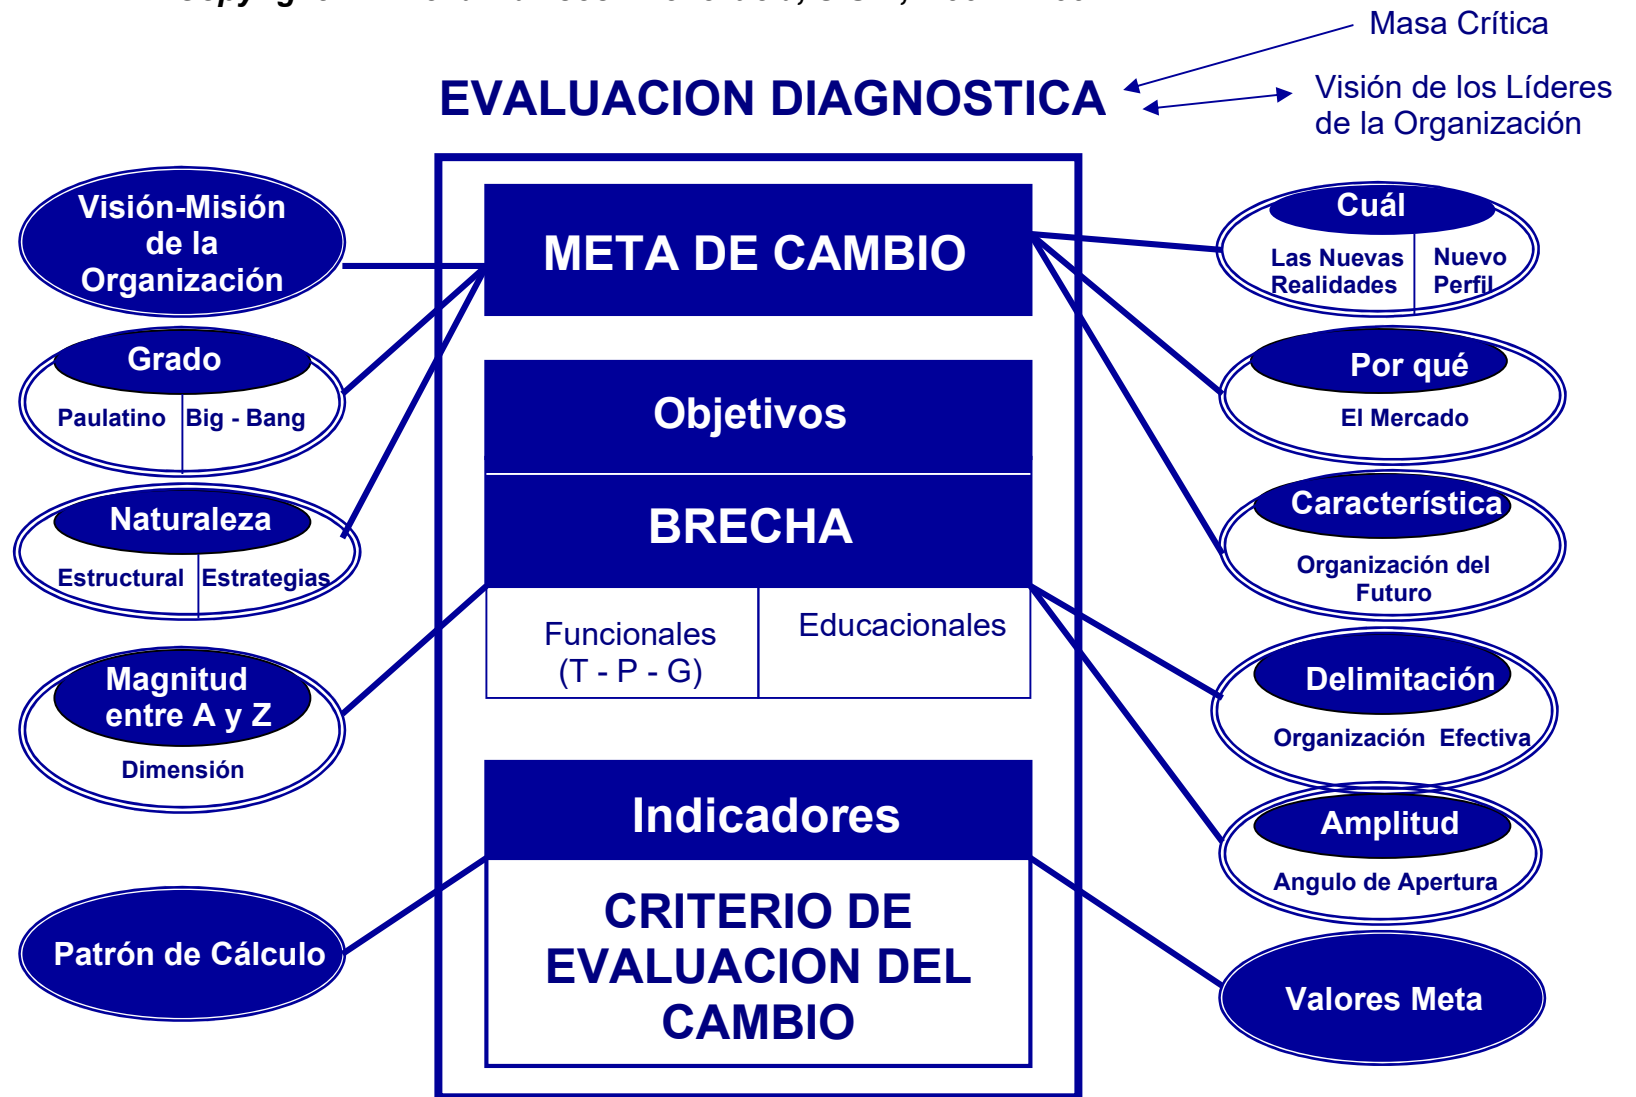 Masa Crítica
EVALUACION DIAGNOSTICA
Visión de los Líderes
de la Organización
Visión-Misión
de la
Organización
META DE CAMBIO
Cuál
Las Nuevas
Realidades
Nuevo
Perfil
Grado
Paulatino
Big - Bang
Por qué
El Mercado
Objetivos
Naturaleza
Estructural
Estrategias
BRECHA
Característica
Organización del
Futuro
Funcionales
(T - P - G)
Educacionales
Magnitud
entre A y Z
Dimensión
Delimitación
Organización Efectiva
Indicadores
Amplitud
Angulo de Apertura
Patrón de Cálculo
CRITERIO DE
EVALUACION DEL
CAMBIO
Valores Meta